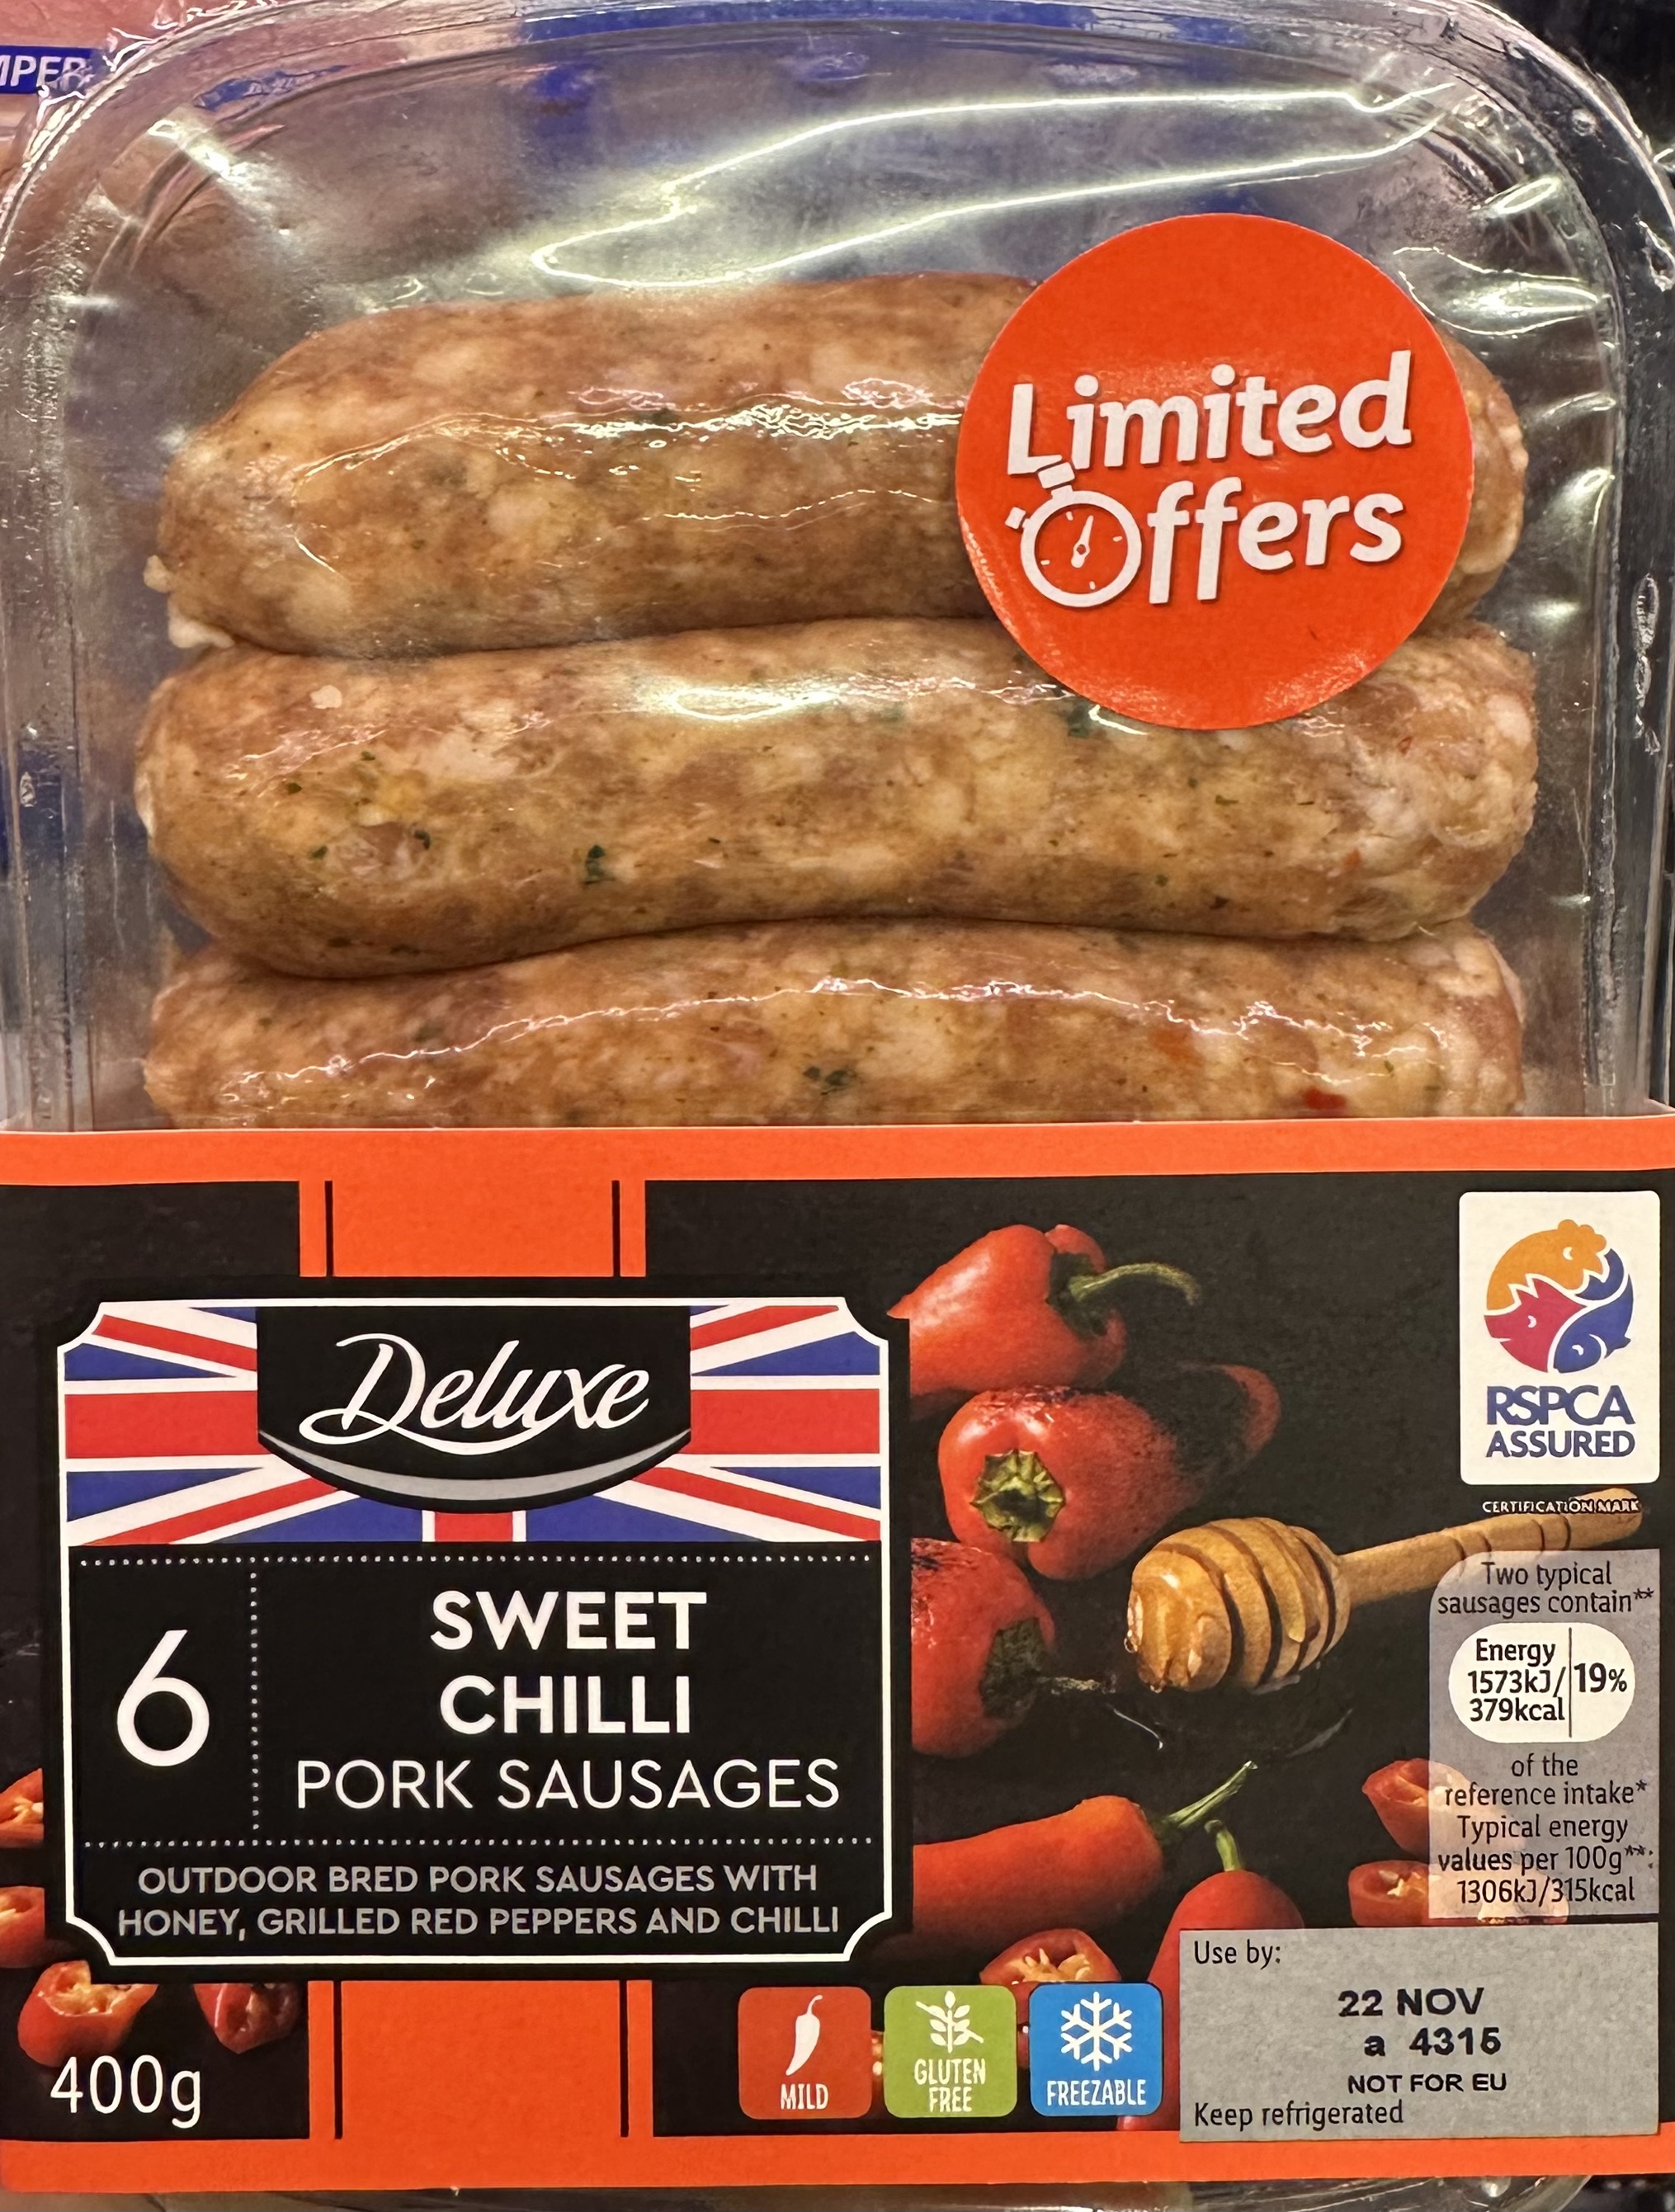 Limited
Offers
Deluxe
6
SWEET
CHILLI
PORK SAUSAGES
OUTDOOR BRED PORK SAUSAGES WITH
HONEY, GRILLED RED PEPPERS AND CHILLI
400g
MILD
GLUTEN
FREE
FREEZABLE
RSPCA
ASSURED
CERTIFICATION MARK
Two typical
sausages contain**
Energy
1573kJ/
379kcal
19%
of the
reference intake*
Typical energy
values per 100g**:
1306kJ/315kcal
Use by:
22 NOV
a 4315
NOT FOR EU
Keep refrigerated